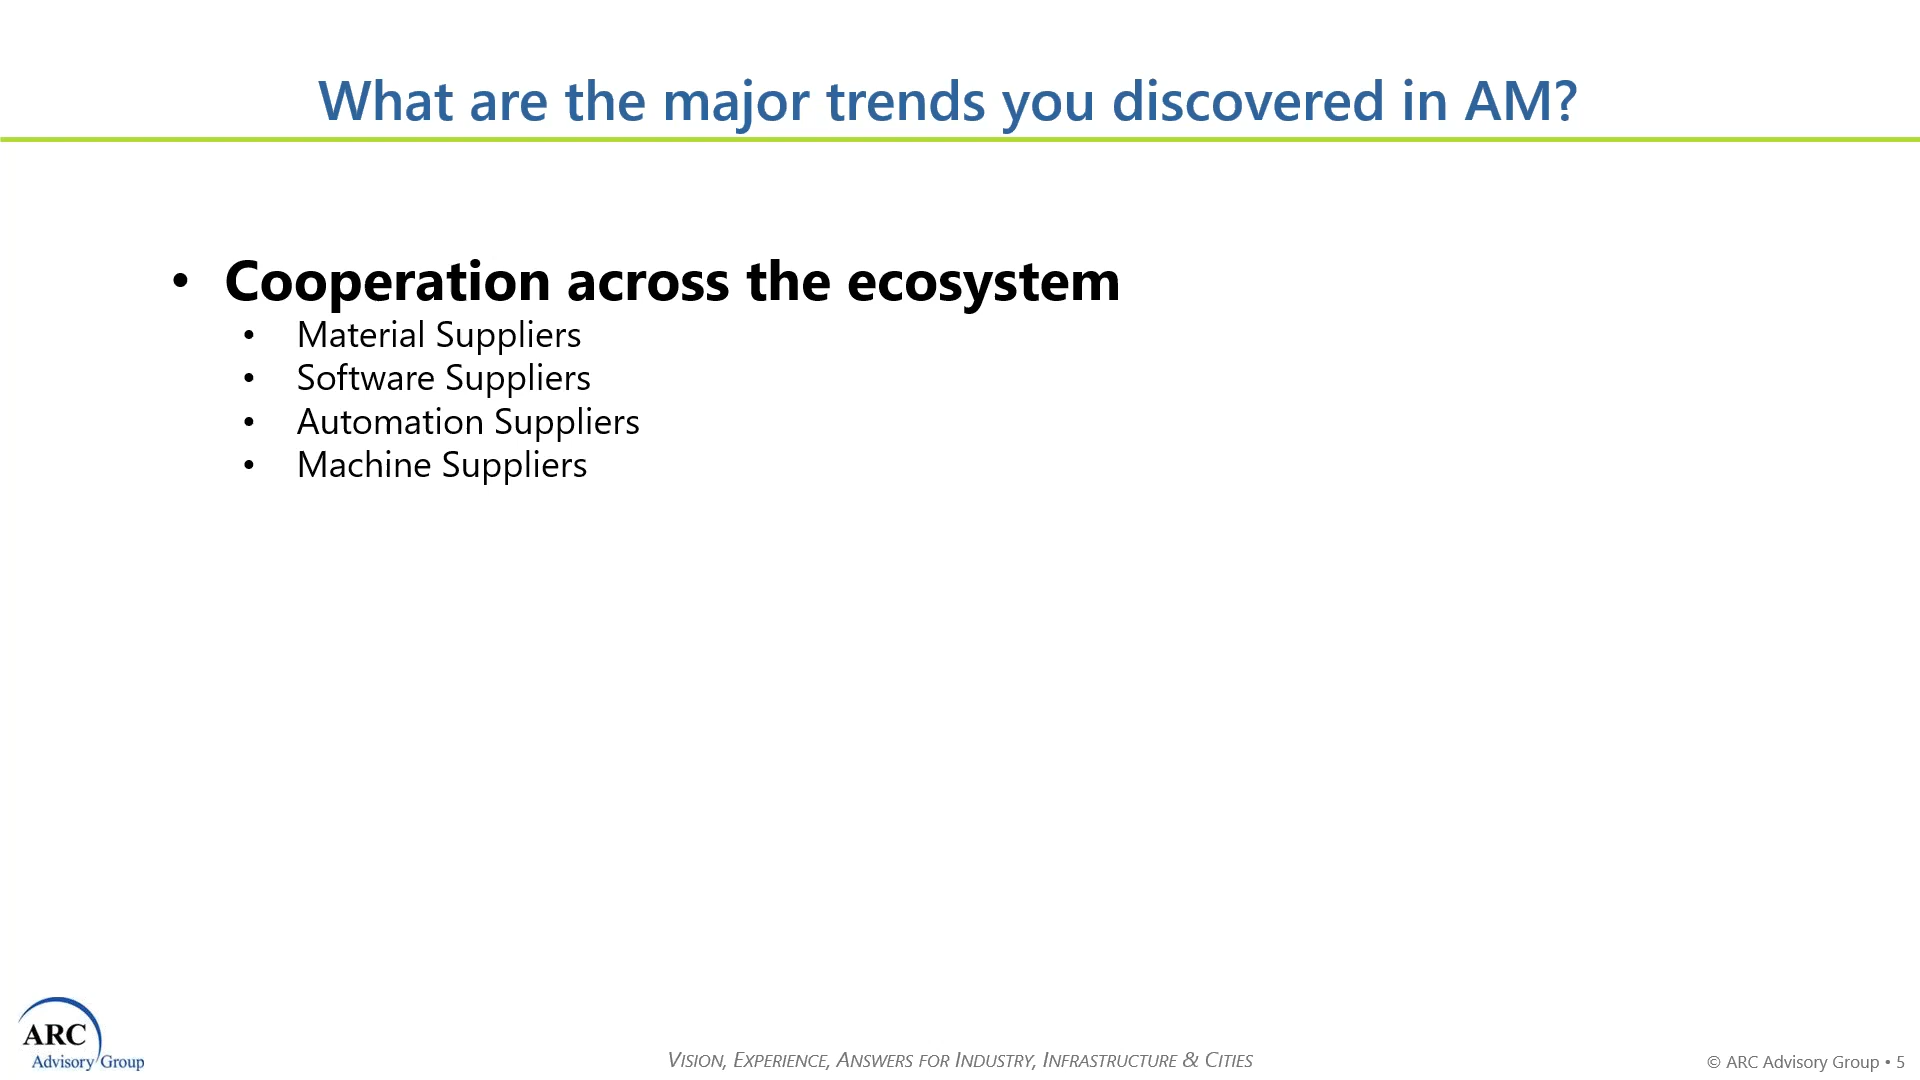 What are the major trends you discovered in AM?
• Cooperation across the ecosystem
• Material Suppliers
• Software Suppliers
• Automation Suppliers
• Machine Suppliers
ARC
Advisory Group
VISION, EXPERIENCE, ANSWERS FOR INDUSTRY, INFRASTRUCTURE & CITIES
© ARC Advisory Group • 5